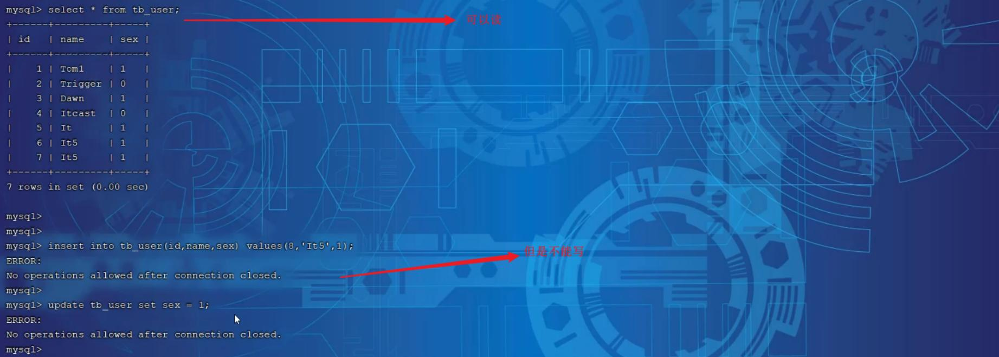 mysql> select * from tb_user;
可以读
+------+---------+-----+
| id   | name    | sex |
+------+---------+-----+
|    1 | Tom1    | 1   |
|    2 | Trigger | 0   |
|    3 | Dawn    | 1   |
|    4 | Itcast  | 0   |
|    5 | It      | 1   |
|    6 | It5     | 1   |
|    7 | It5     | 1   |
+------+---------+-----+
7 rows in set (0.00 sec)
mysql>
mysql>
mysql> insert into tb_user(id,name,sex) values(8,'It5',1);
但是不能写
ERROR:
No operations allowed after connection closed.
mysql>
mysql> update tb_user set sex = 1;
ERROR:
No operations allowed after connection closed.
mysql>